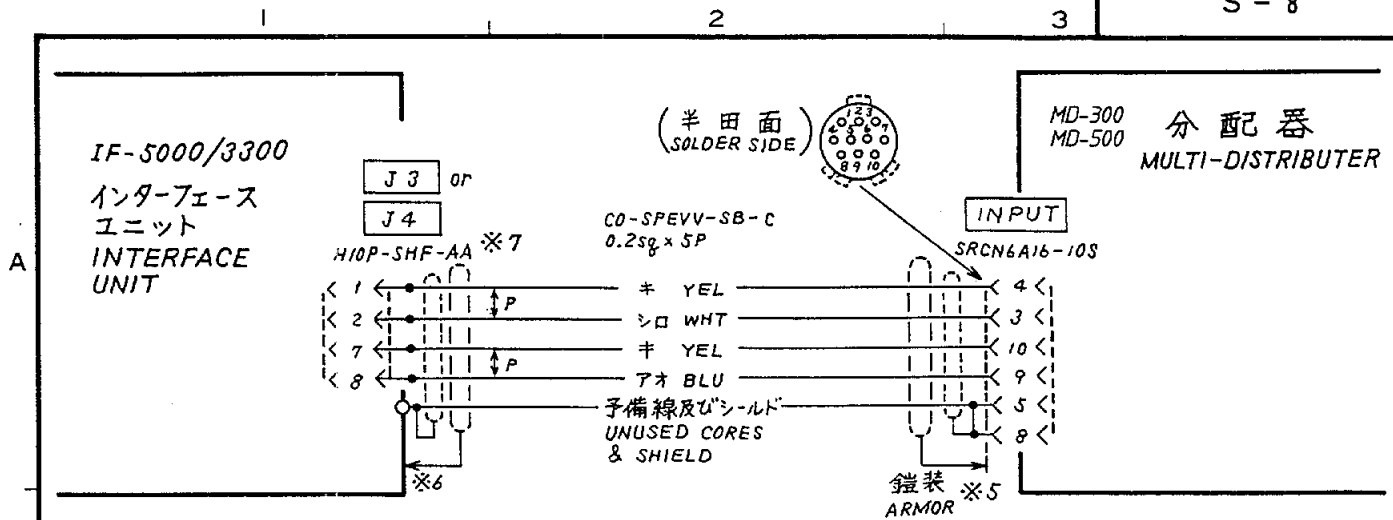 S-8
1 2 3
A
IF-5000/3300
インターフェース
ユニット
INTERFACE
UNIT
J3 or
J4
H10P-SHF-AA ※7
1
2
7
8
P
P
※6
(半田面)
(SOLDER SIDE)
8 9 10
CO-SPEVV-SB-C
0.2sq×5P
キ YEL
シロ WHT
キ YEL
アオ BLU
予備線及びシールド
UNUSED CORES
& SHIELD
鎧装 ※5
ARMOR
MD-300
MD-500
分配器
MULTI-DISTRIBUTER
INPUT
SRCN6A16-10S
4
3
10
9
5
8